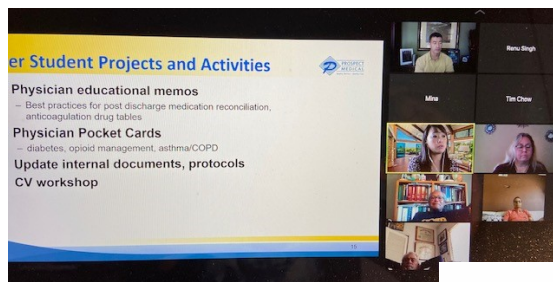 er Student Projects and Activities
PROSPECT
MEDICAL
Physician educational memos
– Best practices for post discharge medication reconciliation,
anticoagulation drug tables
Physician Pocket Cards
– diabetes, opioid management, asthma/COPD
Update internal documents, protocols
CV workshop
15
Renu Singh
Mina
Tim Chow